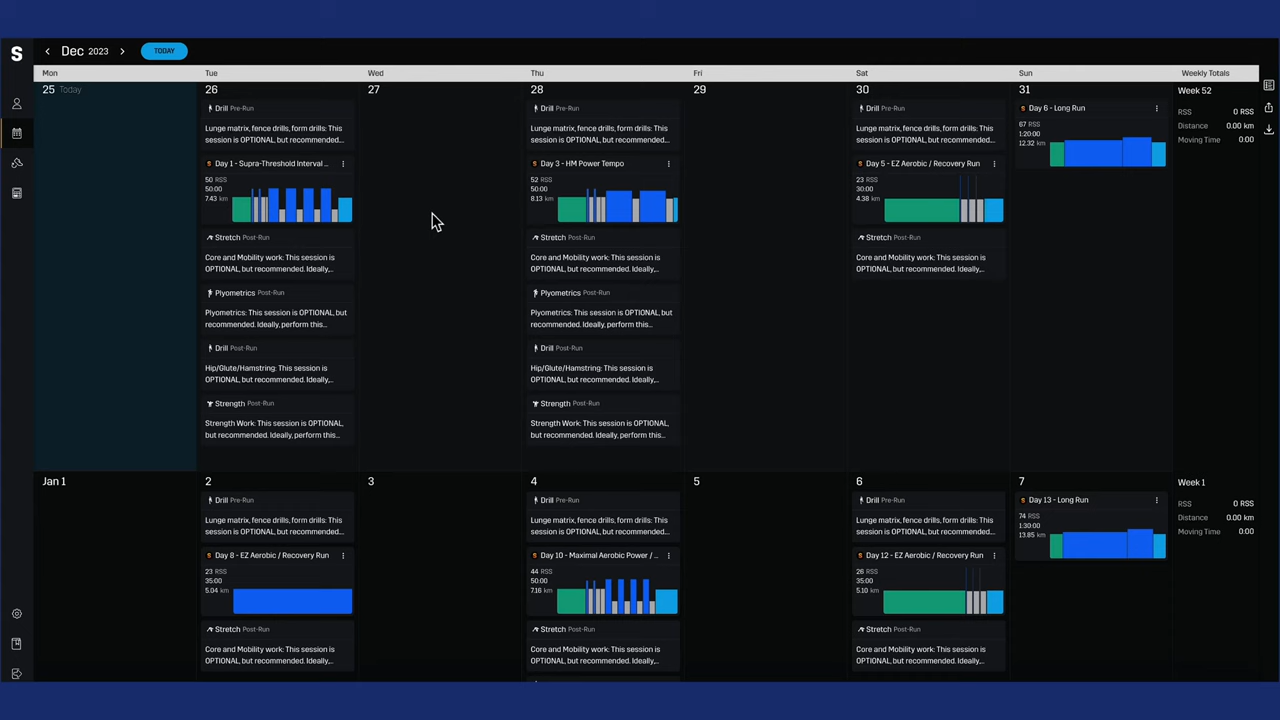 S
Dec 2023
TODAY
Mon Tue Wed Thu Fri Sat Sun Weekly Totals
25 Today
26
Drill Pre-Run
Lunge matrix, fence drills, form drills: This
session is OPTIONAL, but recommended...
Day 1 - Supra-Threshold Interval ...
50 RSS
50:00
7.43 km
Stretch Post-Run
Core and Mobility work: This session is
OPTIONAL, but recommended. Ideally,...
Plyometrics Post-Run
Plyometrics: This session is OPTIONAL, but
recommended. Ideally, perform this...
Drill Post-Run
Hip/Glute/Hamstring: This session is
OPTIONAL, but recommended. Ideally,...
Strength Post-Run
Strength Work: This session is OPTIONAL,
but recommended. Ideally, perform this...
27
28
Drill Pre-Run
Lunge matrix, fence drills, form drills: This
session is OPTIONAL, but recommended...
Day 3 - HM Power Tempo
52 RSS
50:00
8.13 km
Stretch Post-Run
Core and Mobility work: This session is
OPTIONAL, but recommended. Ideally,...
Plyometrics Post-Run
Plyometrics: This session is OPTIONAL, but
recommended. Ideally, perform this...
Drill Post-Run
Hip/Glute/Hamstring: This session is
OPTIONAL, but recommended. Ideally,...
Strength Post-Run
Strength Work: This session is OPTIONAL,
but recommended. Ideally, perform this...
29
30
Drill Pre-Run
Lunge matrix, fence drills, form drills: This
session is OPTIONAL, but recommended...
Day 5 - EZ Aerobic / Recovery Run
23 RSS
30:00
4.38 km
Stretch Post-Run
Core and Mobility work: This session is
OPTIONAL, but recommended. Ideally,...
31
Day 6 - Long Run
67 RSS
1:20:00
12.32 km
Week 52
RSS 0 RSS
Distance 0.00 km
Moving Time 0:00
Jan 1
2
Drill Pre-Run
Lunge matrix, fence drills, form drills: This
session is OPTIONAL, but recommended...
Day 8 - EZ Aerobic / Recovery Run
23 RSS
35:00
5.04 km
Stretch Post-Run
Core and Mobility work: This session is
OPTIONAL, but recommended. Ideally,...
3
4
Drill Pre-Run
Lunge matrix, fence drills, form drills: This
session is OPTIONAL, but recommended...
Day 10 - Maximal Aerobic Power / ...
44 RSS
50:00
7.16 km
Stretch Post-Run
Core and Mobility work: This session is
OPTIONAL, but recommended. Ideally,...
5
6
Drill Pre-Run
Lunge matrix, fence drills, form drills: This
session is OPTIONAL, but recommended...
Day 12 - EZ Aerobic / Recovery Run
26 RSS
35:00
5.10 km
Stretch Post-Run
Core and Mobility work: This session is
OPTIONAL, but recommended. Ideally,...
7
Day 13 - Long Run
74 RSS
1:30:00
13.85 km
Week 1
RSS 0 RSS
Distance 0.00 km
Moving Time 0:00